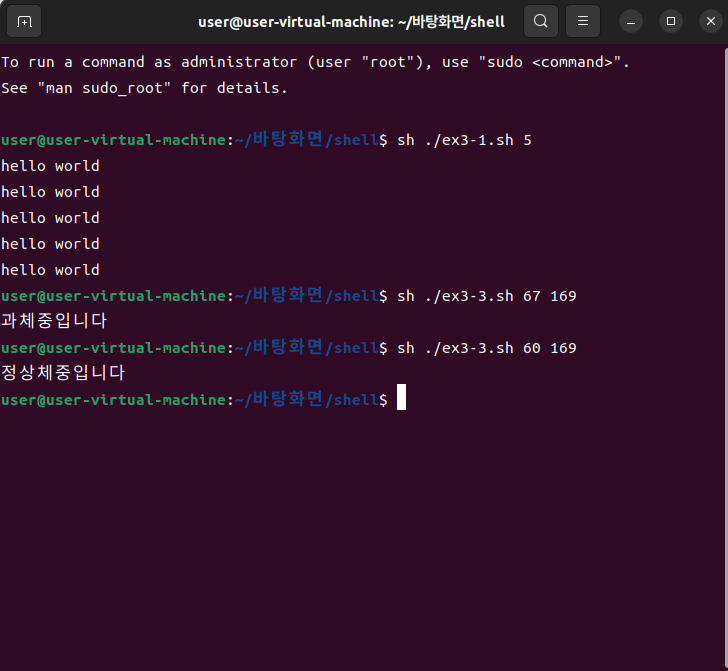 user@user-virtual-machine: ~/바탕화면/shell
To run a command as administrator (user "root"), use "sudo <command>".
See "man sudo_root" for details.
user@user-virtual-machine:~/바탕화면/shell$ sh ./ex3-1.sh 5
hello world
hello world
hello world
hello world
hello world
user@user-virtual-machine:~/바탕화면/shell$ sh ./ex3-3.sh 67 169
과체중입니다
user@user-virtual-machine:~/바탕화면/shell$ sh ./ex3-3.sh 60 169
정상체중입니다
user@user-virtual-machine:~/바탕화면/shell$